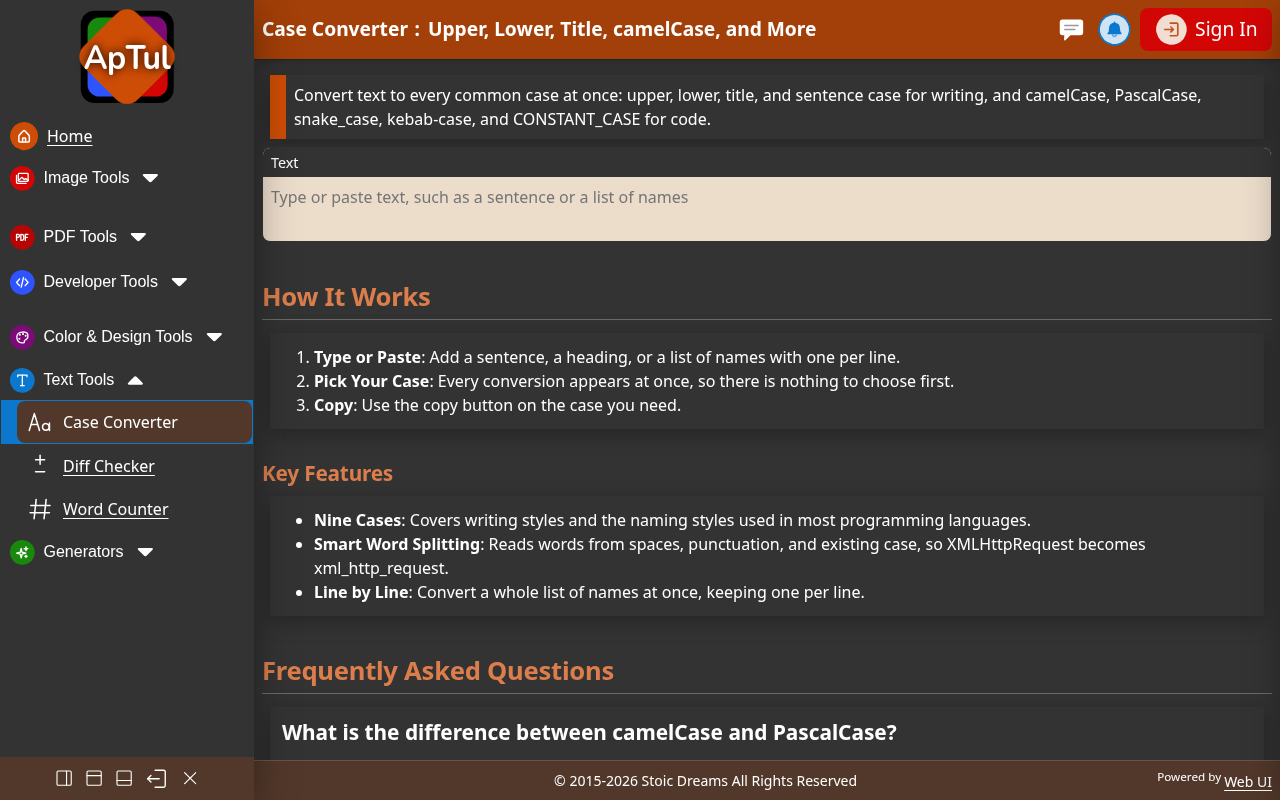 ApTul
Home
Image Tools
PDF
PDF Tools
Developer Tools
Color & Design Tools
Text Tools
Case Converter
Diff Checker
Word Counter
Generators
Case Converter : Upper, Lower, Title, camelCase, and More
Sign In
Convert text to every common case at once: upper, lower, title, and sentence case for writing, and camelCase, PascalCase,
snake_case, kebab-case, and CONSTANT_CASE for code.
Text
Type or paste text, such as a sentence or a list of names
How It Works
1. Type or Paste: Add a sentence, a heading, or a list of names with one per line.
2. Pick Your Case: Every conversion appears at once, so there is nothing to choose first.
3. Copy: Use the copy button on the case you need.
Key Features
• Nine Cases: Covers writing styles and the naming styles used in most programming languages.
• Smart Word Splitting: Reads words from spaces, punctuation, and existing case, so XMLHttpRequest becomes
xml_http_request.
• Line by Line: Convert a whole list of names at once, keeping one per line.
Frequently Asked Questions
What is the difference between camelCase and PascalCase?
© 2015-2026 Stoic Dreams All Rights Reserved
Powered by Web UI